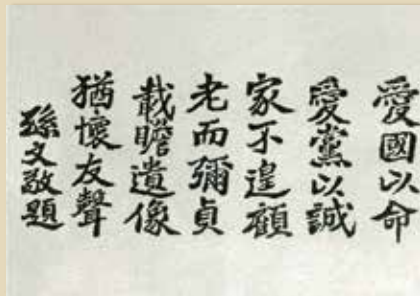 愛國以命
愛黨以誠
家不遑顧
老而彌貞
載瞻遺像
猶懷友聲
孫文敬題